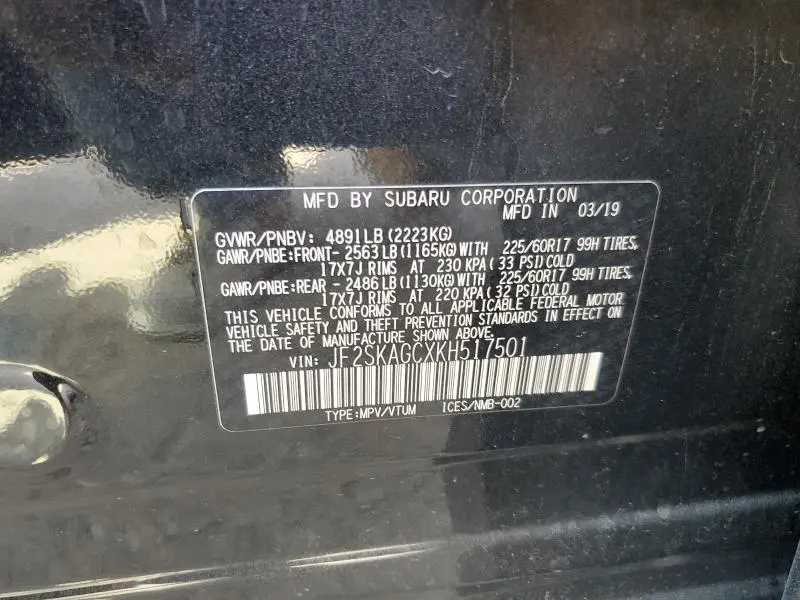 MFD BY SUBARU CORPORATION
MFD IN 03/19
GVWR/PNBV: 4891LB(2223KG)
GAWR/PNBE:FRONT- 2563LB(1165KG)WITH 225/60R17 99H TIRES,
17X7J RIMS AT 230 KPA( 33 PSI)COLD
GAWR/PNBE:REAR - 2486LB(1130KG)WITH 225/60R17 99H TIRES,
17X7J RIMS AT 220 KPA( 32 PSI)COLD
THIS VEHICLE CONFORMS TO ALL APPLICABLE FEDERAL MOTOR
VEHICLE SAFETY AND THEFT PREVENTION STANDARDS IN EFFECT ON
THE DATE OF MANUFACTURE SHOWN ABOVE.
VIN: JF2SKAGCXKH517501
TYPE:MPV/VTUM ICES/NMB-002